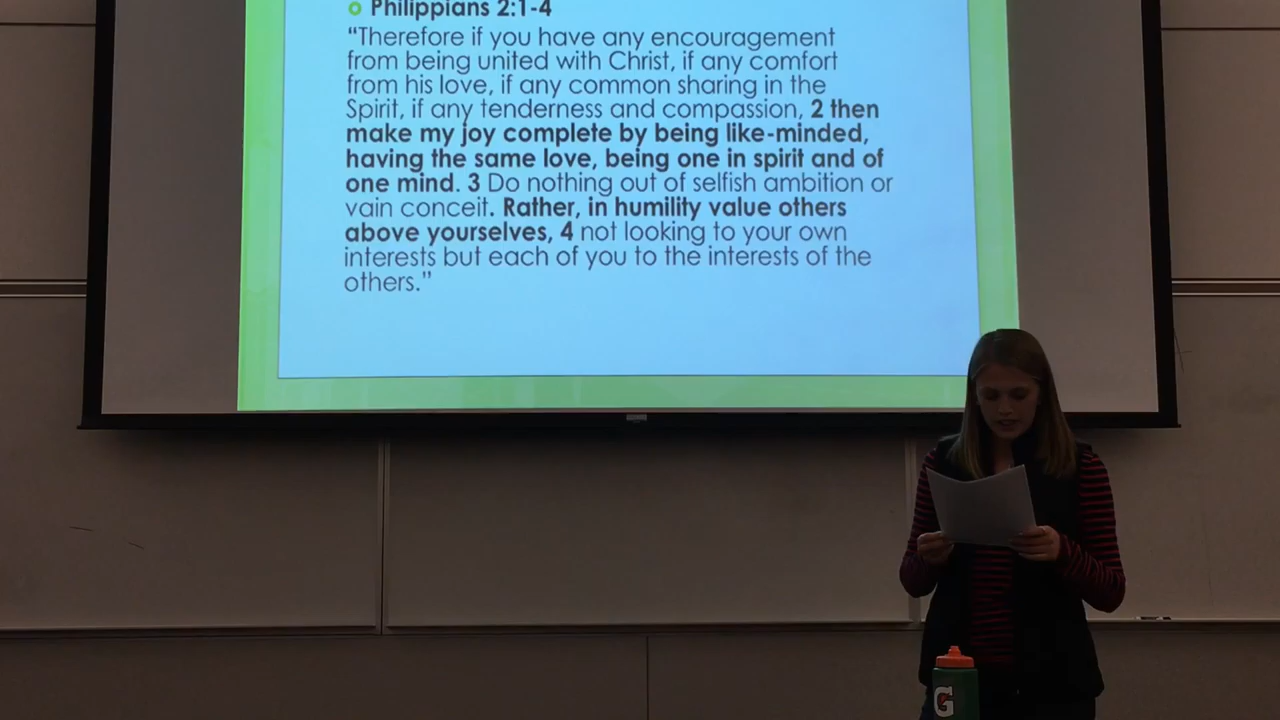 Philippians 2:1-4
“Therefore if you have any encouragement
from being united with Christ, if any comfort
from his love, if any common sharing in the
Spirit, if any tenderness and compassion, 2 then
make my joy complete by being like-minded,
having the same love, being one in spirit and of
one mind. 3 Do nothing out of selfish ambition or
vain conceit. Rather, in humility value others
above yourselves, 4 not looking to your own
interests but each of you to the interests of the
others.”
G